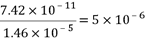 7.42 × 10⁻¹¹ / 1.46 × 10⁻⁵ = 5 × 10⁻⁶